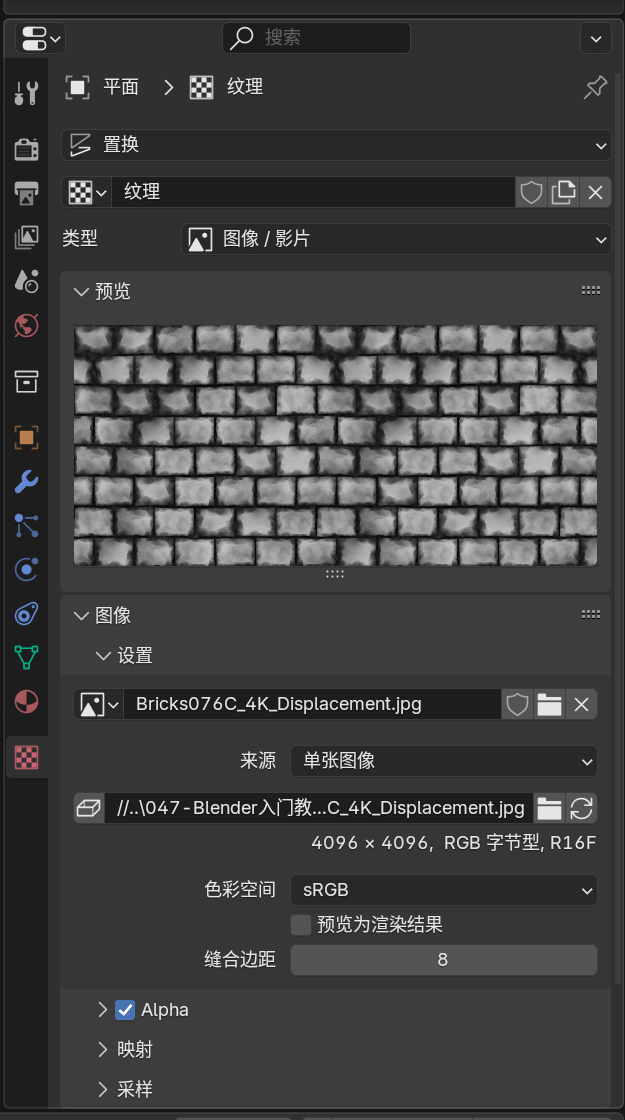 搜索
平面 纹理
置换
纹理
类型 图像 / 影片
预览
图像
设置
Bricks076C_4K_Displacement.jpg
来源 单张图像
//..\047-Blender入门教...C_4K_Displacement.jpg
4096 × 4096, RGB 字节型, R16F
色彩空间 sRGB
预览为渲染结果
缝合边距 8
Alpha
映射
采样